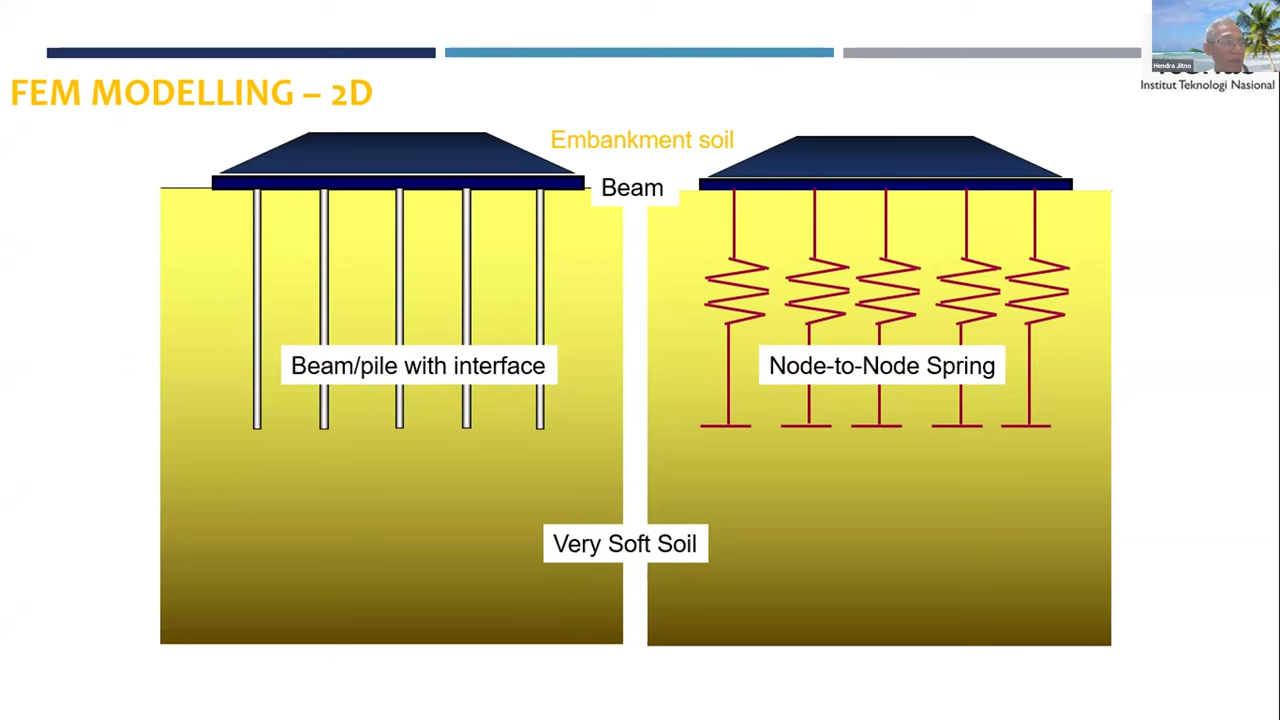 Hendra Jitno
Institut Teknologi Nasional
FEM MODELLING – 2D
Embankment soil
Beam
Beam/pile with interface
Node-to-Node Spring
Very Soft Soil